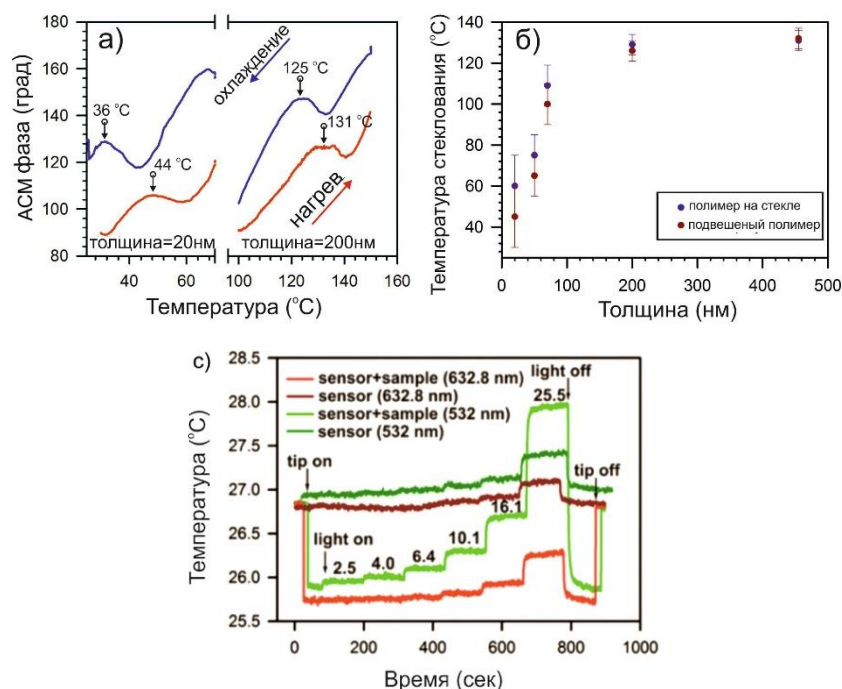 а)
АСМ фаза (град)
180
160
140
120
100
80
охлаждение
36 °C
44 °C
125 °C
131 °C
нагрев
толщина=20нм
толщина=200нм
40
60
100
120
140
160
Температура (°C)
б)
Температура стеклования (°C)
140
120
100
80
60
40
полимер на стекле
подвешеный полимер
0
100
200
300
400
500
Толщина (нм)
с)
Температура (°C)
28.5
28.0
27.5
27.0
26.5
26.0
25.5
sensor+sample (632.8 nm)
sensor (632.8 nm)
sensor+sample (532 nm)
sensor (532 nm)
light off
25.5
tip on
tip off
16.1
light on
10.1
6.4
4.0
2.5
0
200
400
600
800
1000
Время (сек)